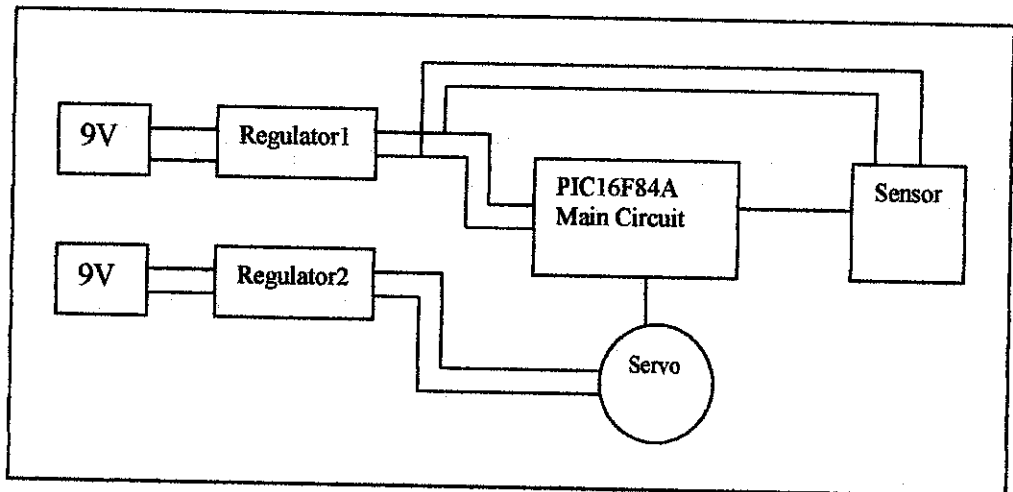 9V
Regulator1
PIC16F84A
Main Circuit
Sensor
9V
Regulator2
Servo